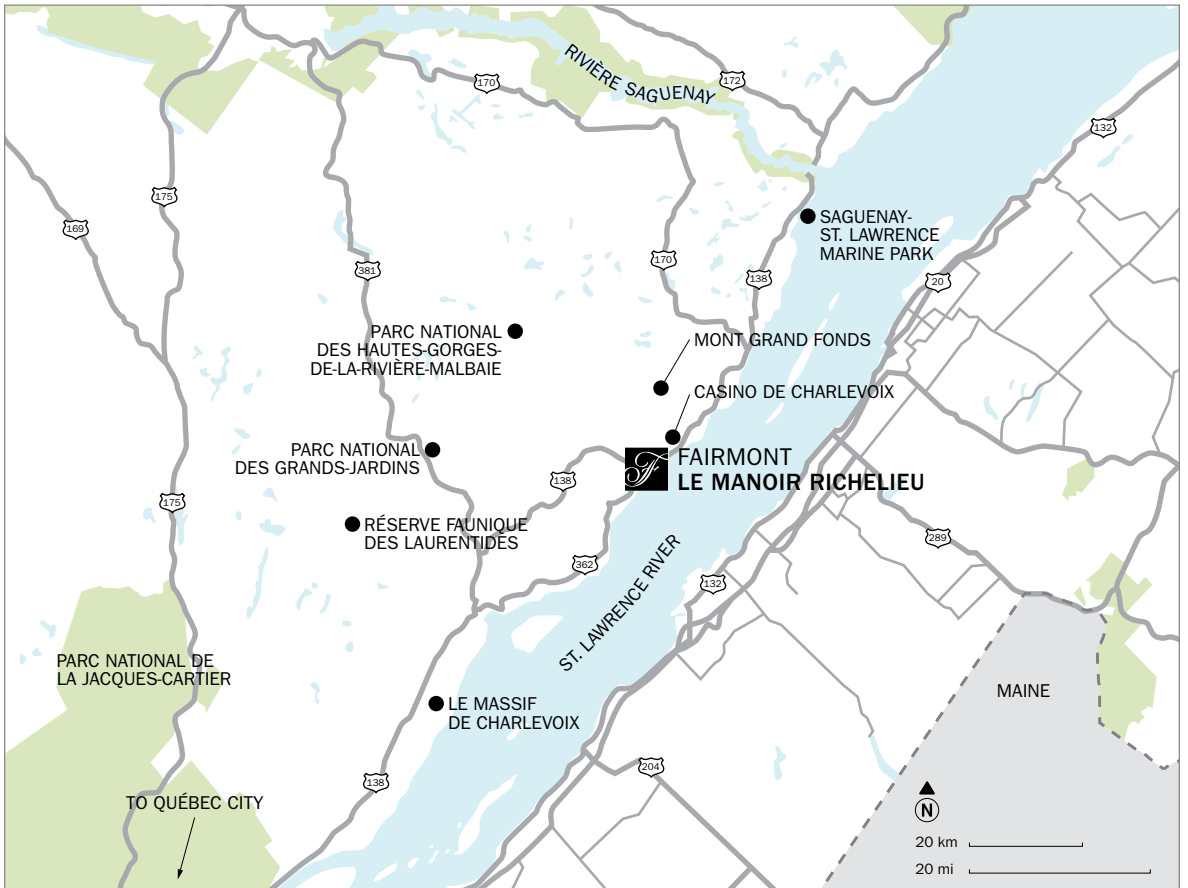 RIVIÈRE SAGUENAY
170
172
132
175
169
SAGUENAY-
ST. LAWRENCE
MARINE PARK
381
170
138
20
PARC NATIONAL
DES HAUTES-GORGES-
DE-LA-RIVIÈRE-MALBAIE
MONT GRAND FONDS
CASINO DE CHARLEVOIX
PARC NATIONAL
DES GRANDS-JARDINS
F
FAIRMONT
LE MANOIR RICHELIEU
138
175
RÉSERVE FAUNIQUE
DES LAURENTIDES
289
362
132
ST. LAWRENCE RIVER
PARC NATIONAL DE
LA JACQUES-CARTIER
MAINE
LE MASSIF
DE CHARLEVOIX
204
138
TO QUÉBEC CITY
N
20 km
20 mi